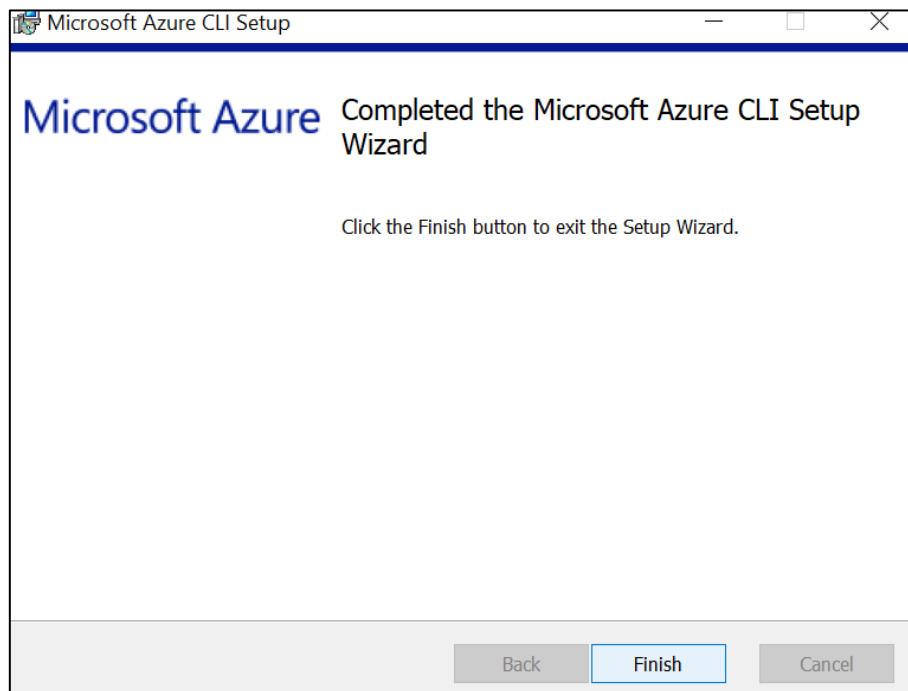 Microsoft Azure CLI Setup
Microsoft Azure
Completed the Microsoft Azure CLI Setup
Wizard
Click the Finish button to exit the Setup Wizard.
Back
Finish
Cancel